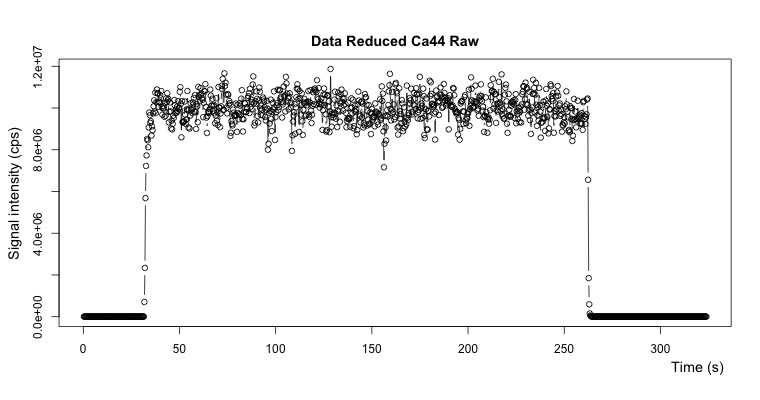 Data Reduced Ca44 Raw
Signal intensity (cps)
1.2e+07
8.0e+06
4.0e+06
0.0e+00
0 50 100 150 200 250 300
Time (s)